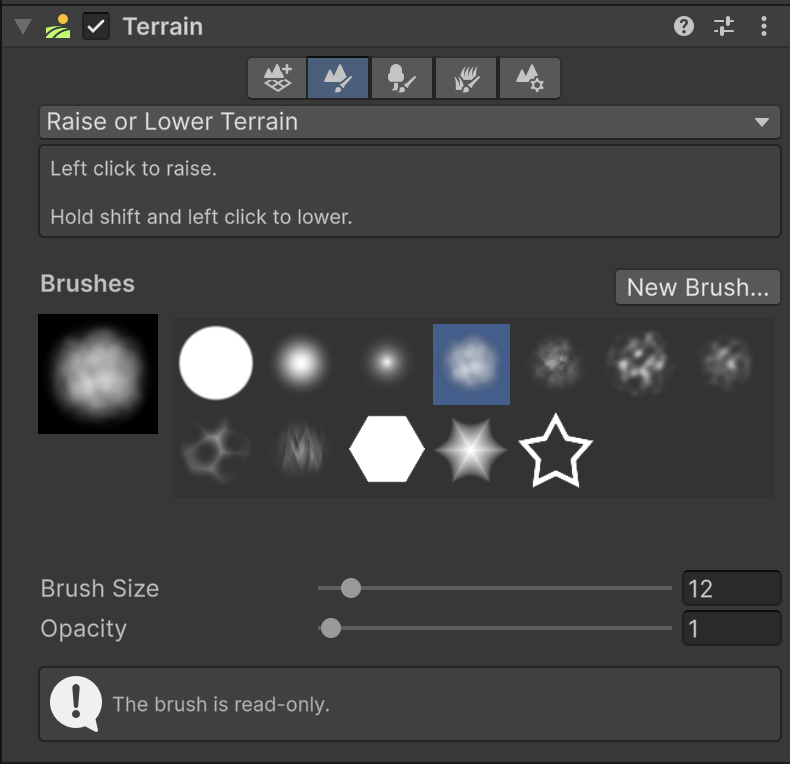 Terrain
Raise or Lower Terrain
Left click to raise.
Hold shift and left click to lower.
Brushes
New Brush...
Brush Size
12
Opacity
1
The brush is read-only.